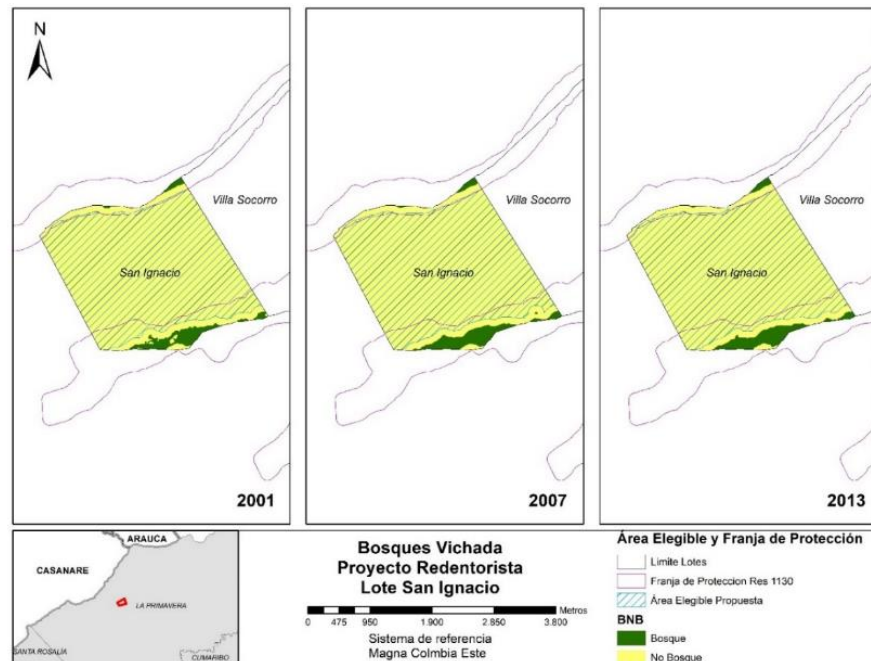 N
Villa Socorro
San Ignacio
2001
Villa Socorro
San Ignacio
2007
Villa Socorro
San Ignacio
2013
ARAUCA
CASANARE
LA PRIMAVERA
SANTA ROSALÍA
CUMARIBO
Bosques Vichada
Proyecto Redentorista
Lote San Ignacio
0 475 950 1.900 2.850 3.800 Metros
Sistema de referencia
Magna Colmbia Este
Área Elegible y Franja de Protección
Limite Lotes
Franja de Proteccion Res 1130
Área Elegible Propuesta
BNB
Bosque
No Bosque